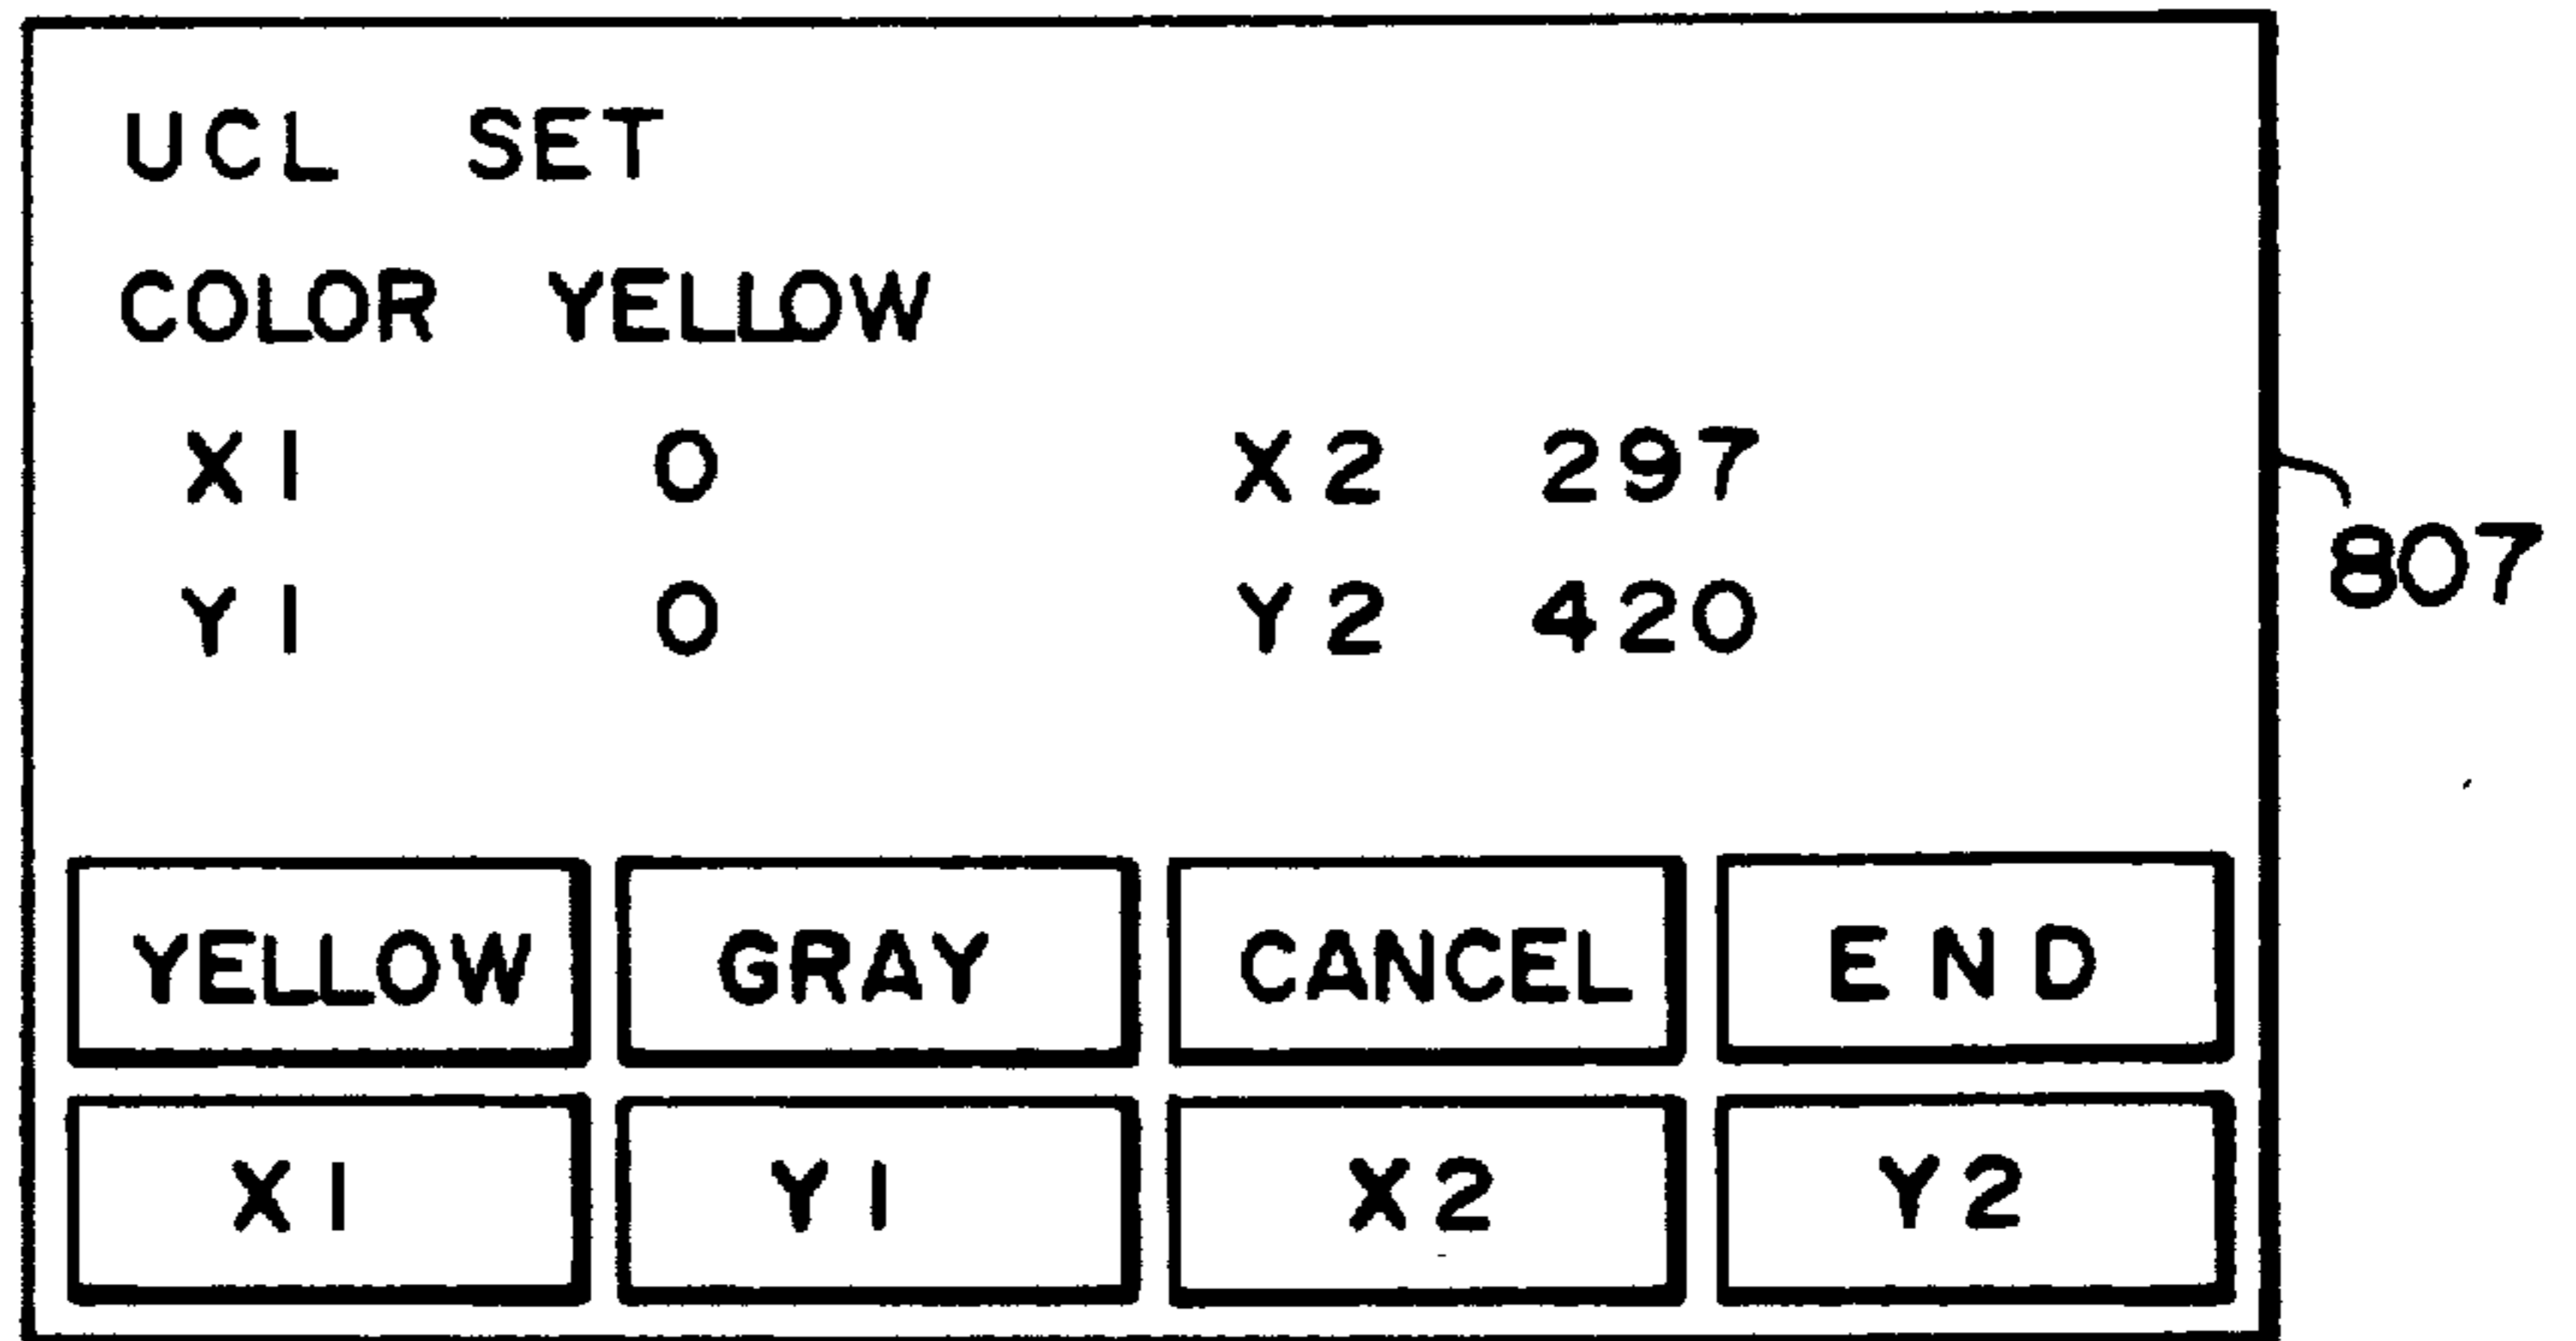 UCL SET
COLOR YELLOW
X1 0 X2 297
Y1 0 Y2 420
807
YELLOW GRAY CANCEL END
X1 Y1 X2 Y2